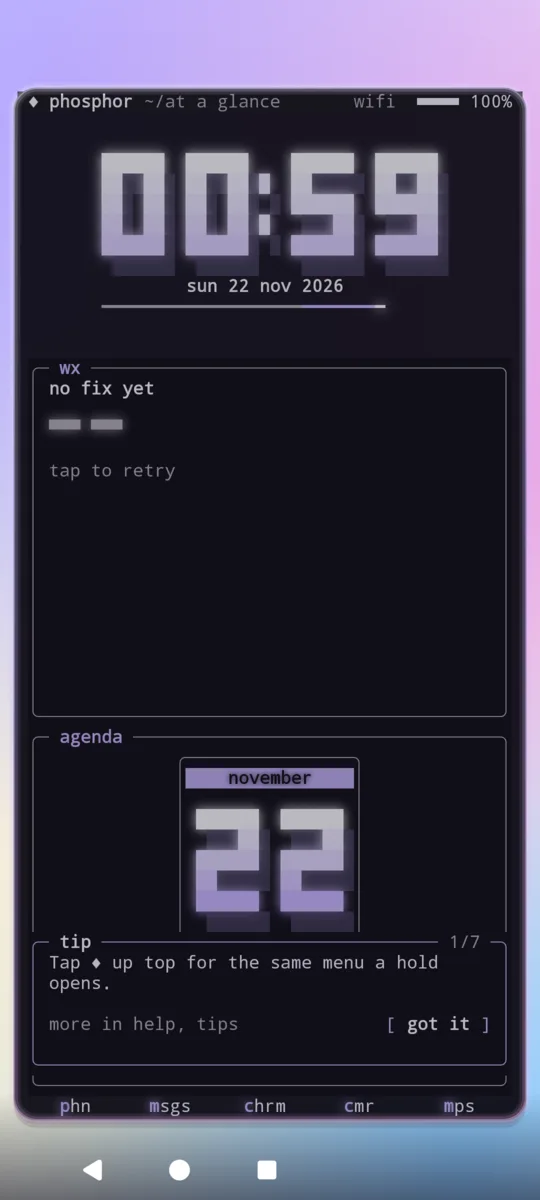 ♦ phosphor ~/at a glance wifi 100%
00:59
sun 22 nov 2026
wx
no fix yet
tap to retry
agenda
november
22
tip 1/7
Tap ♦ up top for the same menu a hold
opens.
more in help, tips [ got it ]
phn msgs chrm cmr mps